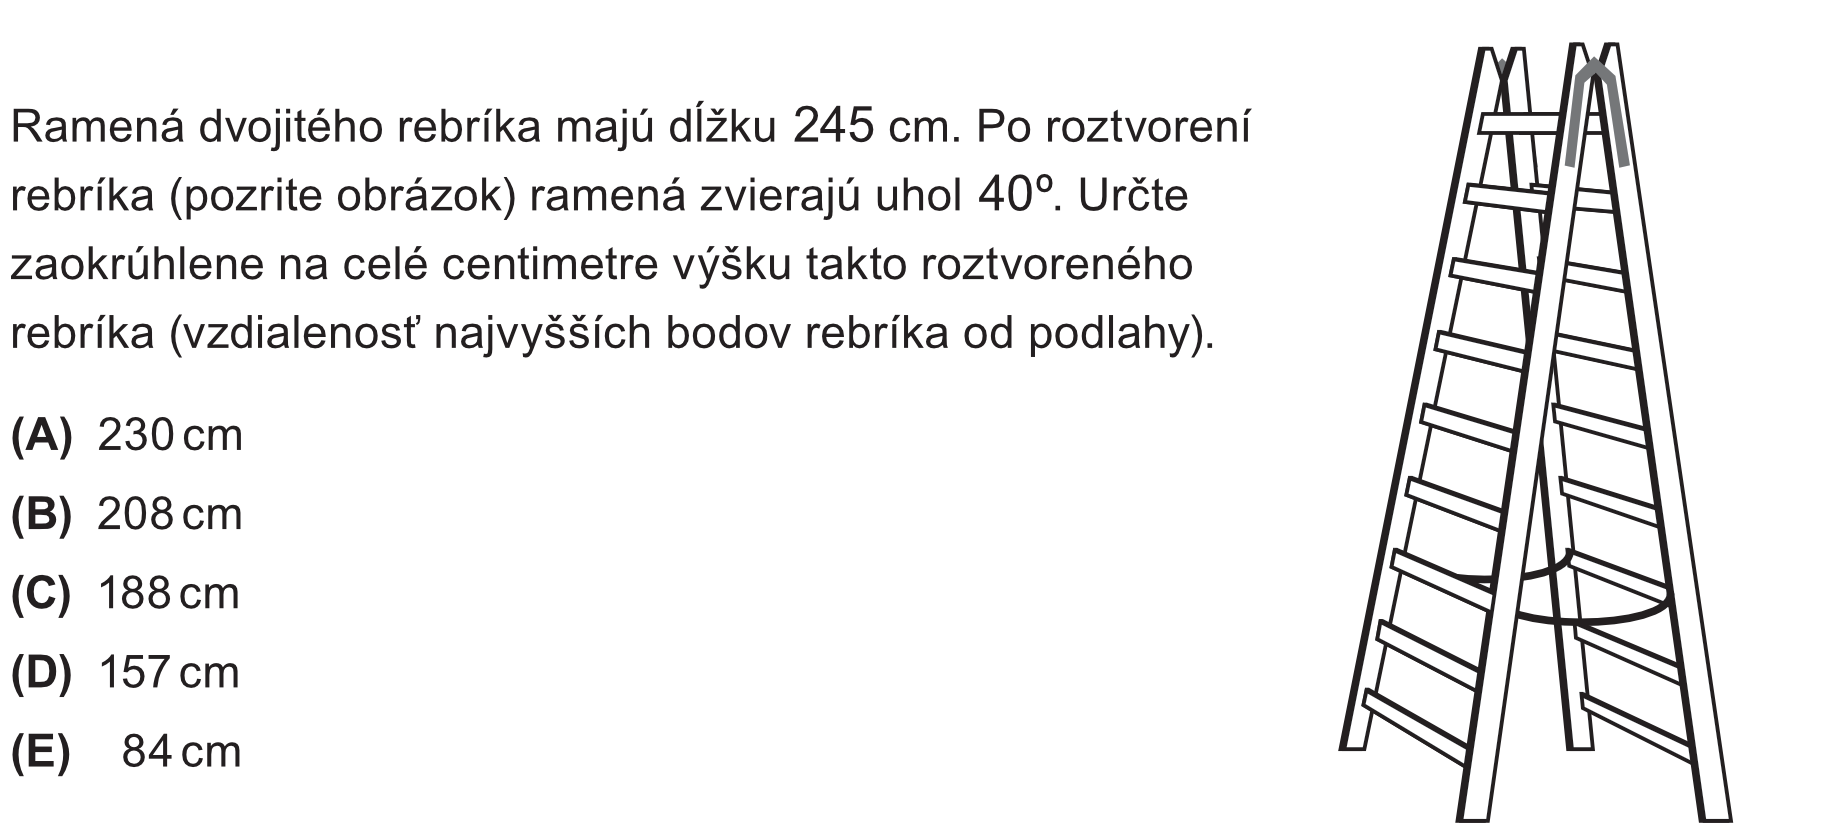 Ramená dvojitého rebríka majú dĺžku 245 cm. Po roztvorení
rebríka (pozrite obrázok) ramená zvierajú uhol 40º. Určte
zaokrúhlene na celé centimetre výšku takto roztvoreného
rebríka (vzdialenosť najvyšších bodov rebríka od podlahy).
(A) 230 cm
(B) 208 cm
(C) 188 cm
(D) 157 cm
(E) 84 cm